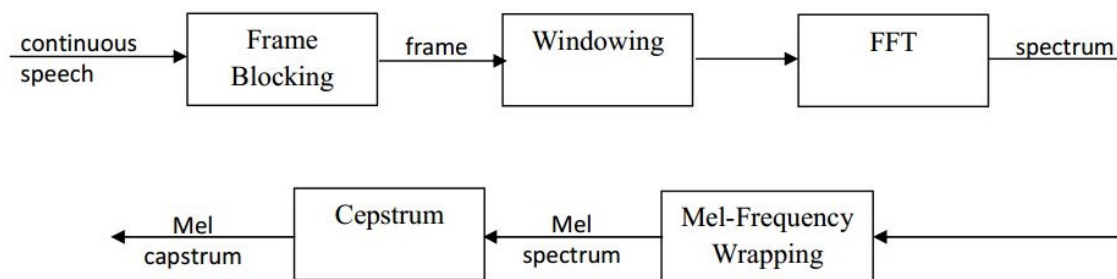 continuous
speech
Frame
Blocking
frame
Windowing
FFT
spectrum
Mel
capstrum
Cepstrum
Mel
spectrum
Mel-Frequency
Wrapping